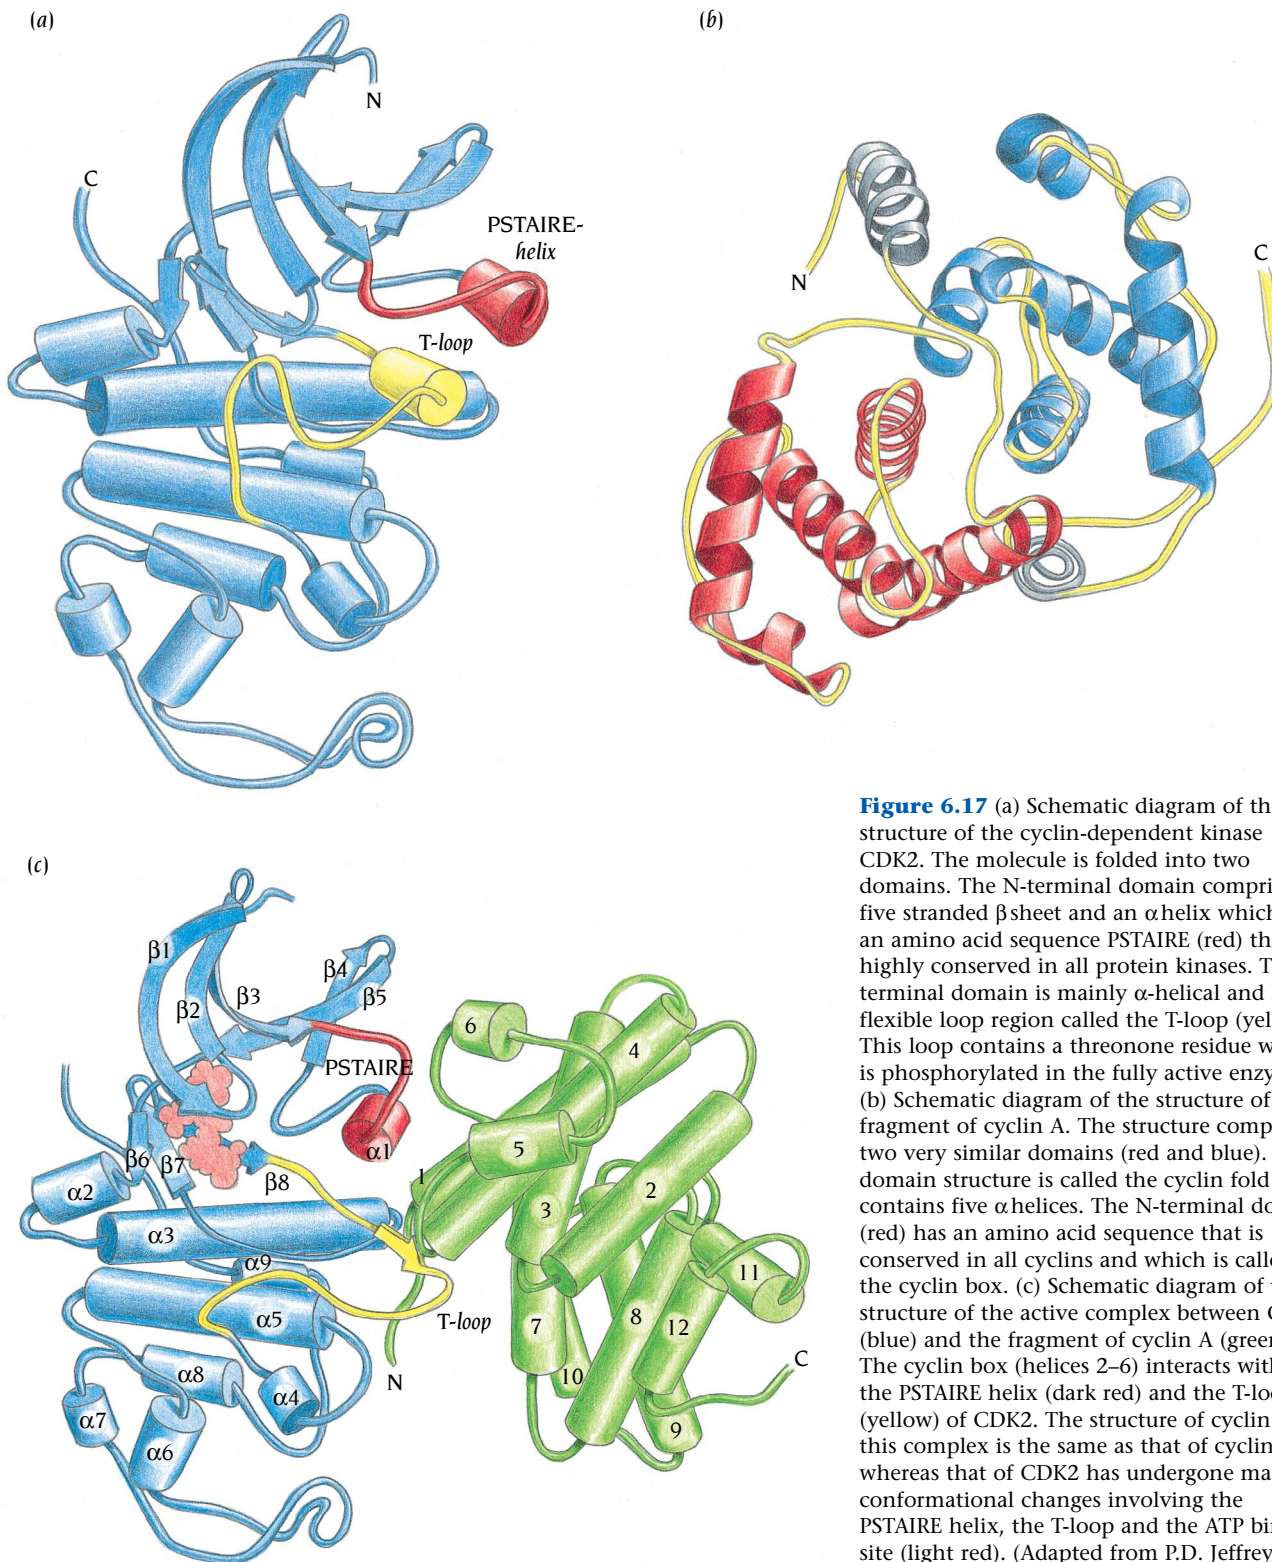 (a)
N
C
PSTAIRE-
helix
T-loop
(b)
N
C
(c)
β1
β2
β3
β4
β5
PSTAIRE
α1
β6
β7
β8
α2
α3
α9
α5
α8
α4
α7
α6
T-loop
N
6
4
5
1
2
3
11
8
12
7
10
9
C
Figure 6.17 (a) Schematic diagram of the
structure of the cyclin-dependent kinase
CDK2. The molecule is folded into two
domains. The N-terminal domain compri
five stranded β sheet and an α helix which
an amino acid sequence PSTAIRE (red) th
highly conserved in all protein kinases. T
terminal domain is mainly α-helical and
flexible loop region called the T-loop (yel
This loop contains a threonone residue w
is phosphorylated in the fully active enzy
(b) Schematic diagram of the structure of
fragment of cyclin A. The structure comp
two very similar domains (red and blue).
domain structure is called the cyclin fold
contains five α helices. The N-terminal do
(red) has an amino acid sequence that is
conserved in all cyclins and which is calle
the cyclin box. (c) Schematic diagram of
structure of the active complex between C
(blue) and the fragment of cyclin A (green
The cyclin box (helices 2–6) interacts with
the PSTAIRE helix (dark red) and the T-lo
(yellow) of CDK2. The structure of cyclin
this complex is the same as that of cyclin
whereas that of CDK2 has undergone ma
conformational changes involving the
PSTAIRE helix, the T-loop and the ATP bin
site (light red). (Adapted from P.D. Jeffrey